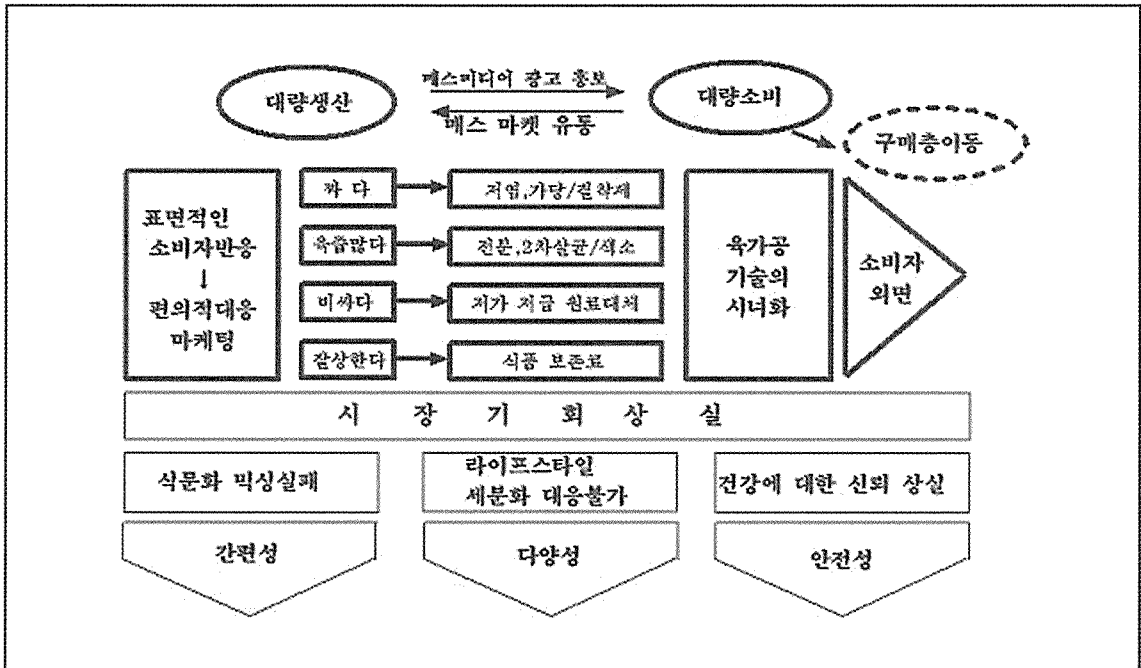 메스미디어 광고 홍보
대량생산
대량소비
메스 마켓 유통
구매층이동
표면적인
소비자반응
↓
편의적대응
마케팅
짜 다
저염,가당/결착제
육즙많다
전분,2차살균/색소
비싸다
저가 저급 원료대체
잘상한다
식품 보존료
육가공
기술의
시너화
소비자
외면
시 장 기 회 상 실
식문화 믹싱실패
라이프스타일
세분화 대응불가
건강에 대한 신뢰 상실
간편성
다양성
안전성